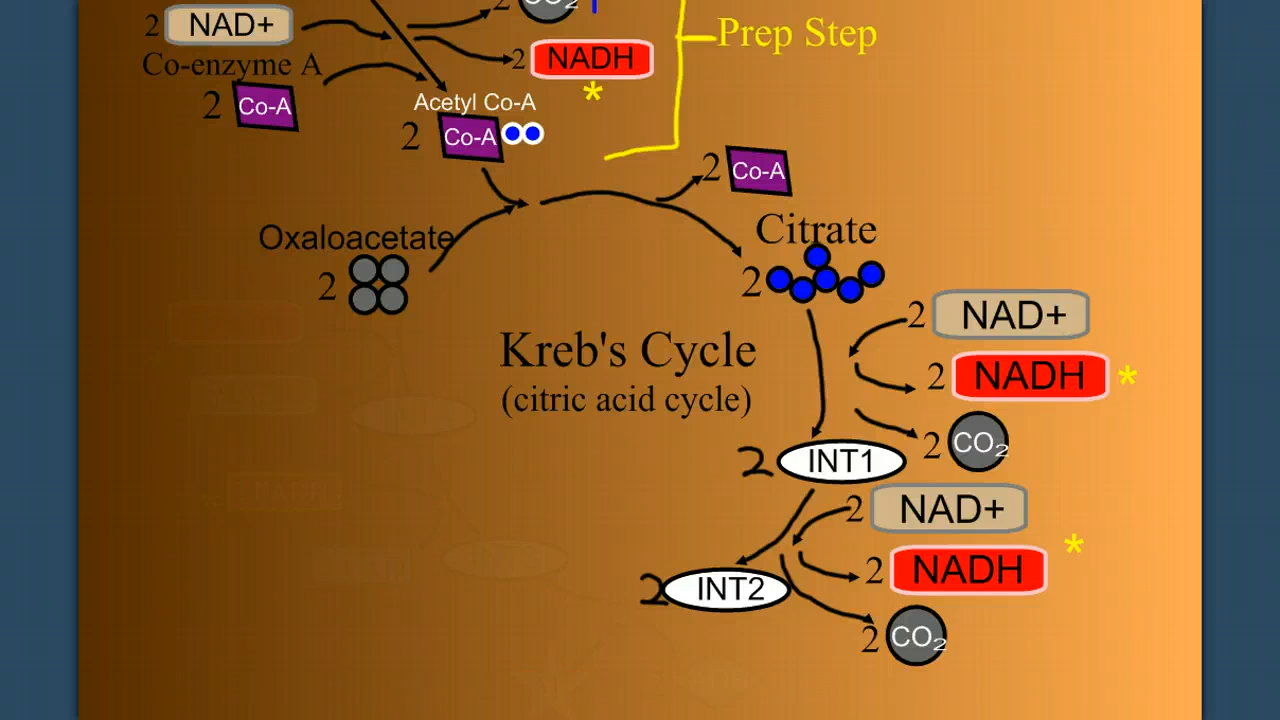 2 CO2
2 NAD+
Prep Step
2 NADH
*
Co-enzyme A
2 Co-A
Acetyl Co-A
2 Co-A
2 Co-A
Citrate
Oxaloacetate
2
2
2 NAD+
Kreb's Cycle
2 NADH *
(citric acid cycle)
2 CO2
2 INT1
2 NAD+
*
2 NADH
2 INT2
2 CO2